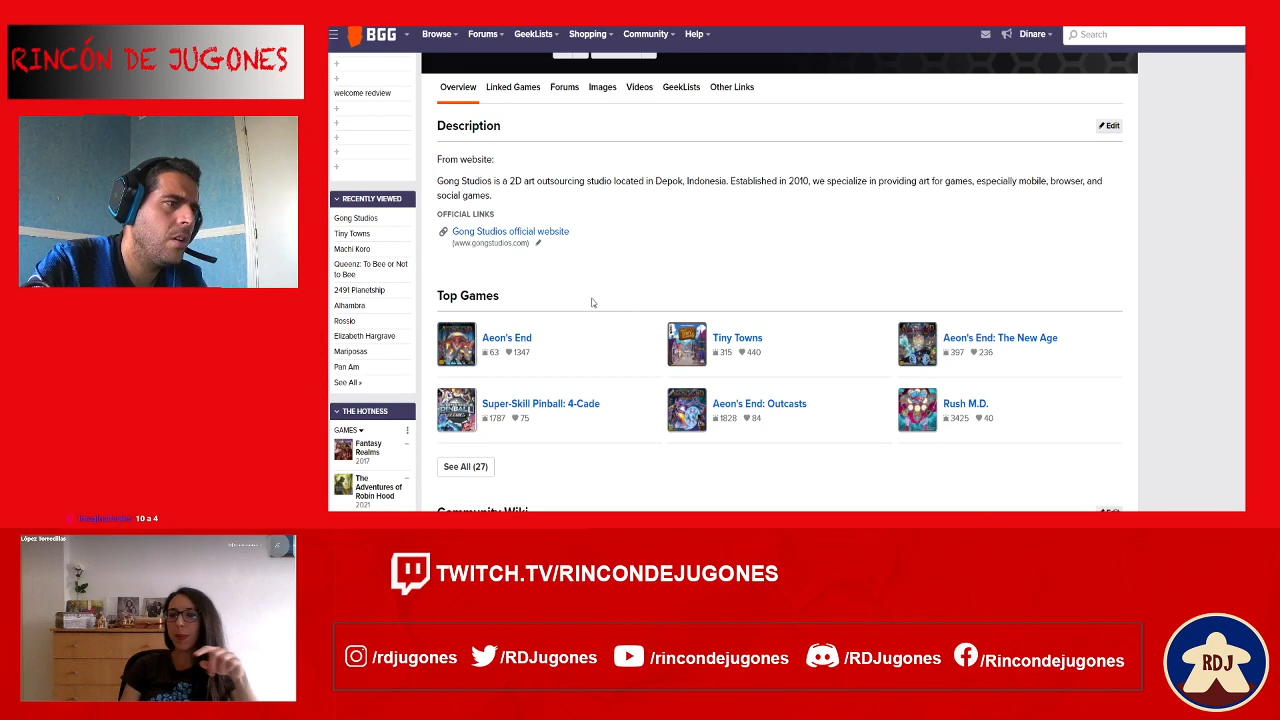 RINCÓN DE JUGONES
BGG
Browse
Forums
GeekLists
Shopping
Community
Help
Dinare
Search
welcome redview
RECENTLY VIEWED
Gong Studios
Tiny Towns
Machi Koro
Queenz: To Bee or Not
to Bee
2491 Planetship
Alhambra
Rossio
Elizabeth Hargrave
Mariposas
Pan Am
See All »
THE HOTNESS
GAMES
Fantasy
Realms
2017
The
Adventures of
Robin Hood
2021
Overview
Linked Games
Forums
Images
Videos
GeekLists
Other Links
Description
Edit
From website:
Gong Studios is a 2D art outsourcing studio located in Depok, Indonesia. Established in 2010, we specialize in providing art for games, especially mobile, browser, and
social games.
OFFICIAL LINKS
Gong Studios official website
(www.gongstudios.com)
Top Games
Aeon's End
63 1347
Tiny Towns
315 440
Aeon's End: The New Age
397 236
Super-Skill Pinball: 4-Cade
1787 75
Aeon's End: Outcasts
1828 84
Rush M.D.
3425 40
See All (27)
Community Wiki
10 a 4
López Torrecillas
TWITCH.TV/RINCONDEJUGONES
/rdjugones
/RDJugones
/rincondejugones
/RDJugones
/Rincondejugones
RDJ